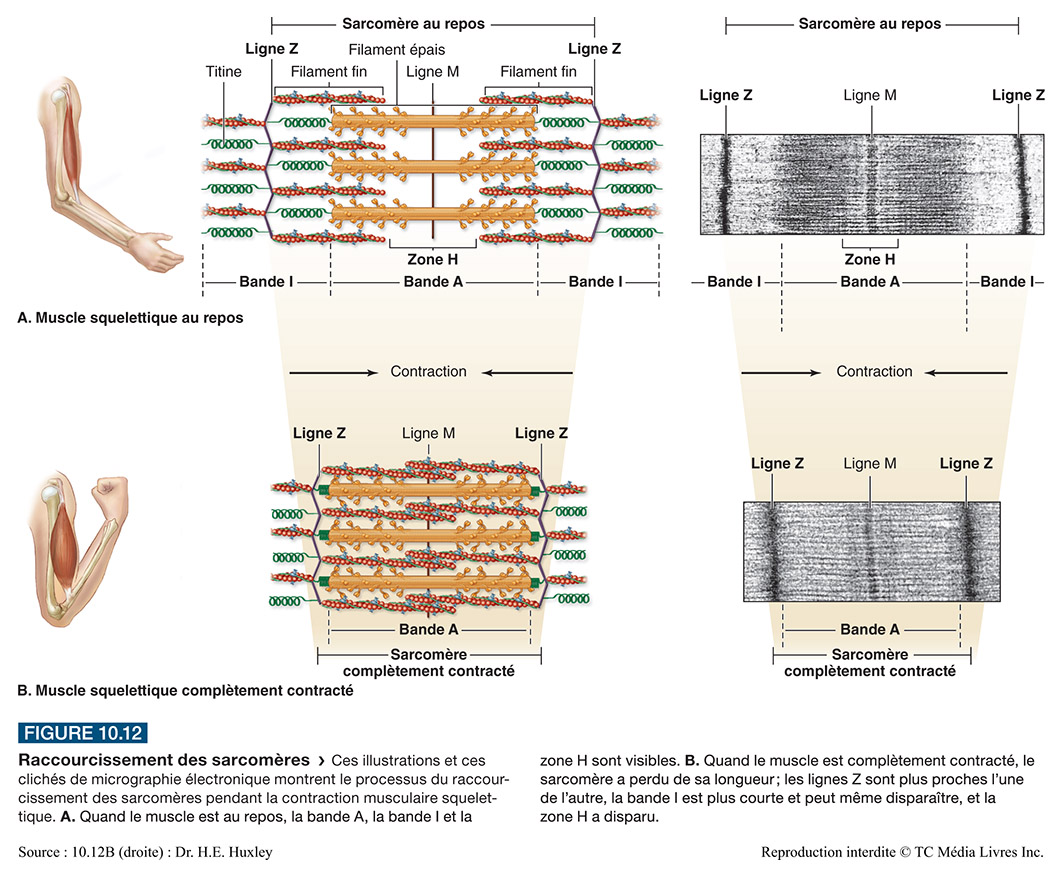 Sarcomère au repos
Ligne Z
Filament épais
Ligne Z
Titine
Filament fin
Ligne M
Filament fin
Zone H
Bande I
Bande A
Bande I
Ligne Z
Ligne M
Ligne Z
Zone H
Bande I
Bande A
Bande I
A. Muscle squelettique au repos
Contraction
Contraction
Ligne Z
Ligne M
Ligne Z
Bande A
Sarcomère
complètement contracté
Ligne Z
Ligne M
Ligne Z
Bande A
Sarcomère
complètement contracté
B. Muscle squelettique complètement contracté
FIGURE 10.12
Raccourcissement des sarcomères › Ces illustrations et ces
clichés de micrographie électronique montrent le processus du raccour-
cissement des sarcomères pendant la contraction musculaire squelet-
tique. A. Quand le muscle est au repos, la bande A, la bande I et la
zone H sont visibles. B. Quand le muscle est complètement contracté, le
sarcomère a perdu de sa longueur ; les lignes Z sont plus proches l'une
de l'autre, la bande I est plus courte et peut même disparaître, et la
zone H a disparu.
Source : 10.12B (droite) : Dr. H.E. Huxley
Reproduction interdite © TC Média Livres Inc.